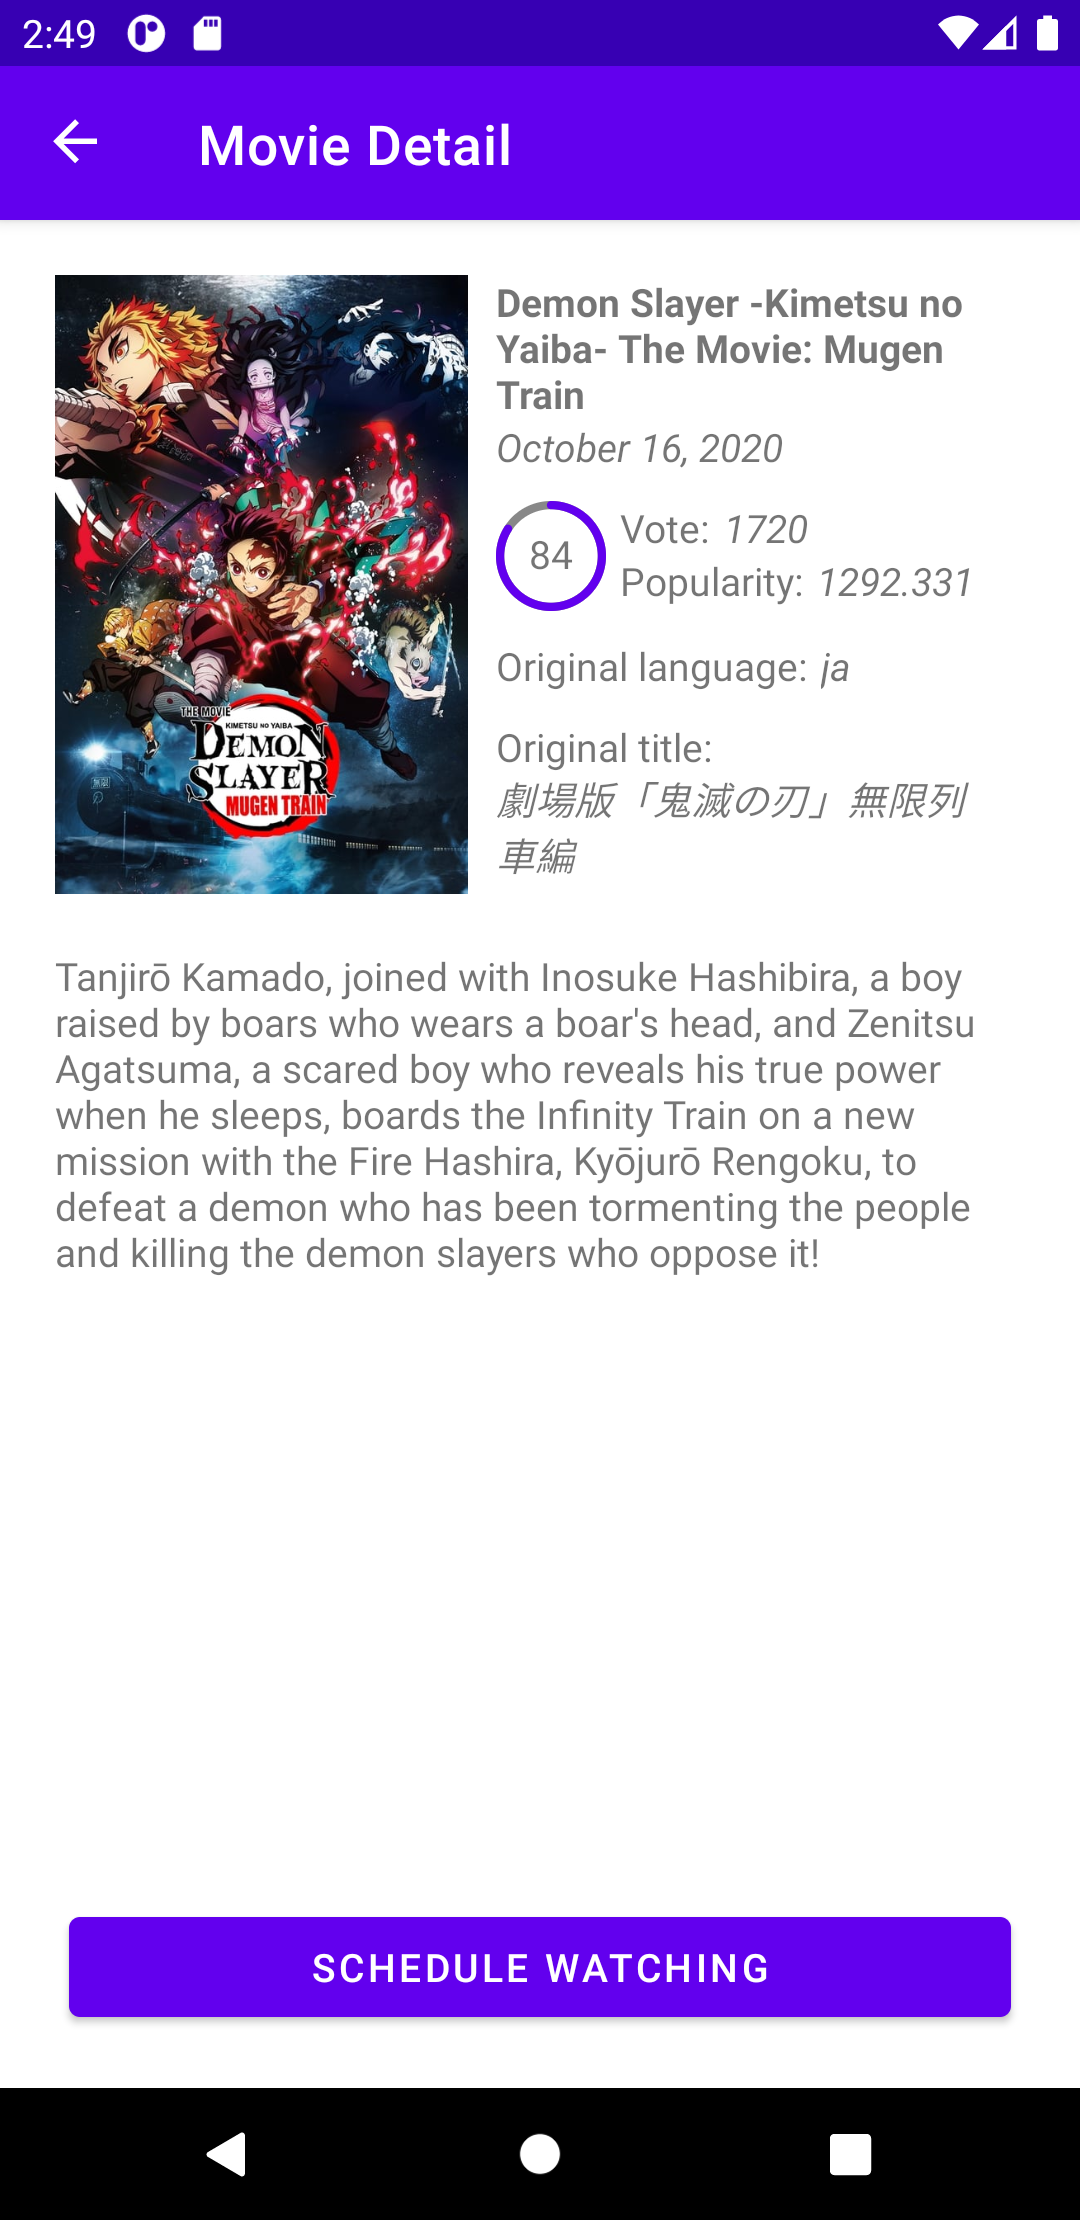 2:49
Movie Detail
THE MOVIE
KIMETSU NO YAIBA
DEMON
SLAYER
MUGEN TRAIN
無限
Demon Slayer -Kimetsu no
Yaiba- The Movie: Mugen
Train
October 16, 2020
84
Vote: 1720
Popularity: 1292.331
Original language: ja
Original title:
劇場版「鬼滅の刃」無限列
車編
Tanjirō Kamado, joined with Inosuke Hashibira, a boy
raised by boars who wears a boar's head, and Zenitsu
Agatsuma, a scared boy who reveals his true power
when he sleeps, boards the Infinity Train on a new
mission with the Fire Hashira, Kyōjurō Rengoku, to
defeat a demon who has been tormenting the people
and killing the demon slayers who oppose it!
SCHEDULE WATCHING